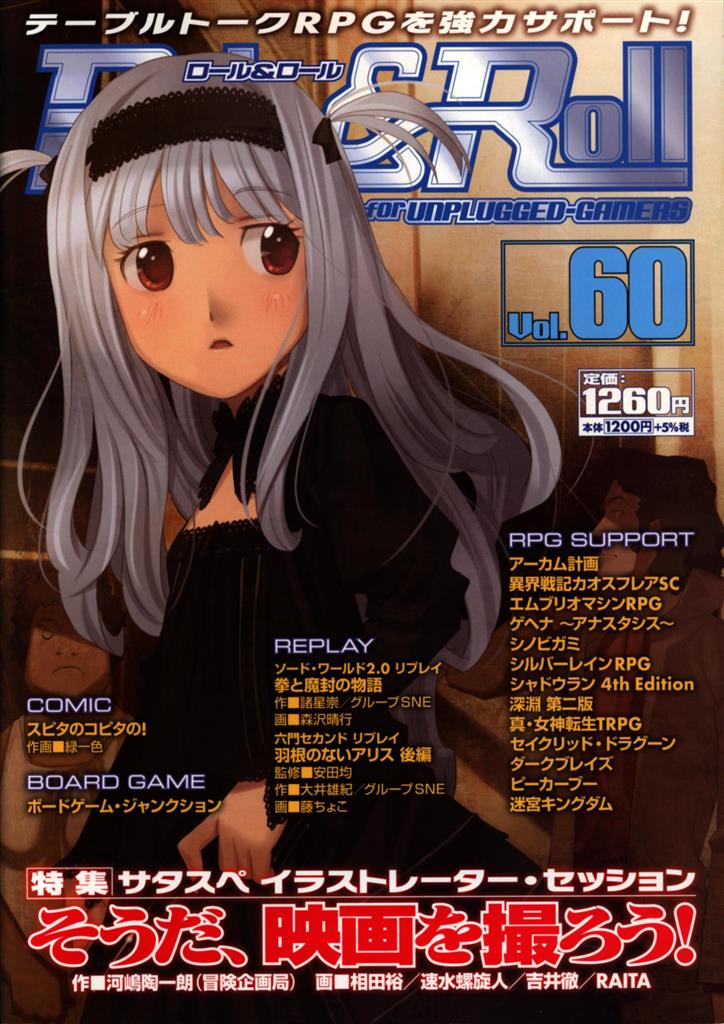 テーブルトークRPGを強力サポート!
ロール&ロール
Role&Roll
for UNPLUGGED-GAMERS
Vol. 60
定価:
1260円
本体1200円+5%税
RPG SUPPORT
アーカム計画
異界戦記カオスフレアSC
エムブリオマシンRPG
ゲヘナ ～アナスタシス～
シノビガミ
シルバーレインRPG
シャドウラン 4th Edition
深淵 第二版
真・女神転生TRPG
セイクリッド・ドラグーン
ダークブレイズ
ピーカーブー
迷宮キングダム
REPLAY
ソード・ワールド2.0 リプレイ
拳と魔封の物語
作■諸星崇/グループSNE
画■森沢晴行
六門セカンド リプレイ
羽根のないアリス 後編
監修■安田均
作■大井雄紀/グループSNE
画■藤ちょこ
COMIC
スピタのコピタの!
作画■緑一色
BOARD GAME
ボードゲーム・ジャンクション
特集 サタスペ イラストレーター・セッション
そうだ、映画を撮ろう!
作■河嶋陶一朗(冒険企画局) 画■相田裕/速水螺旋人/吉井徹/RAITA